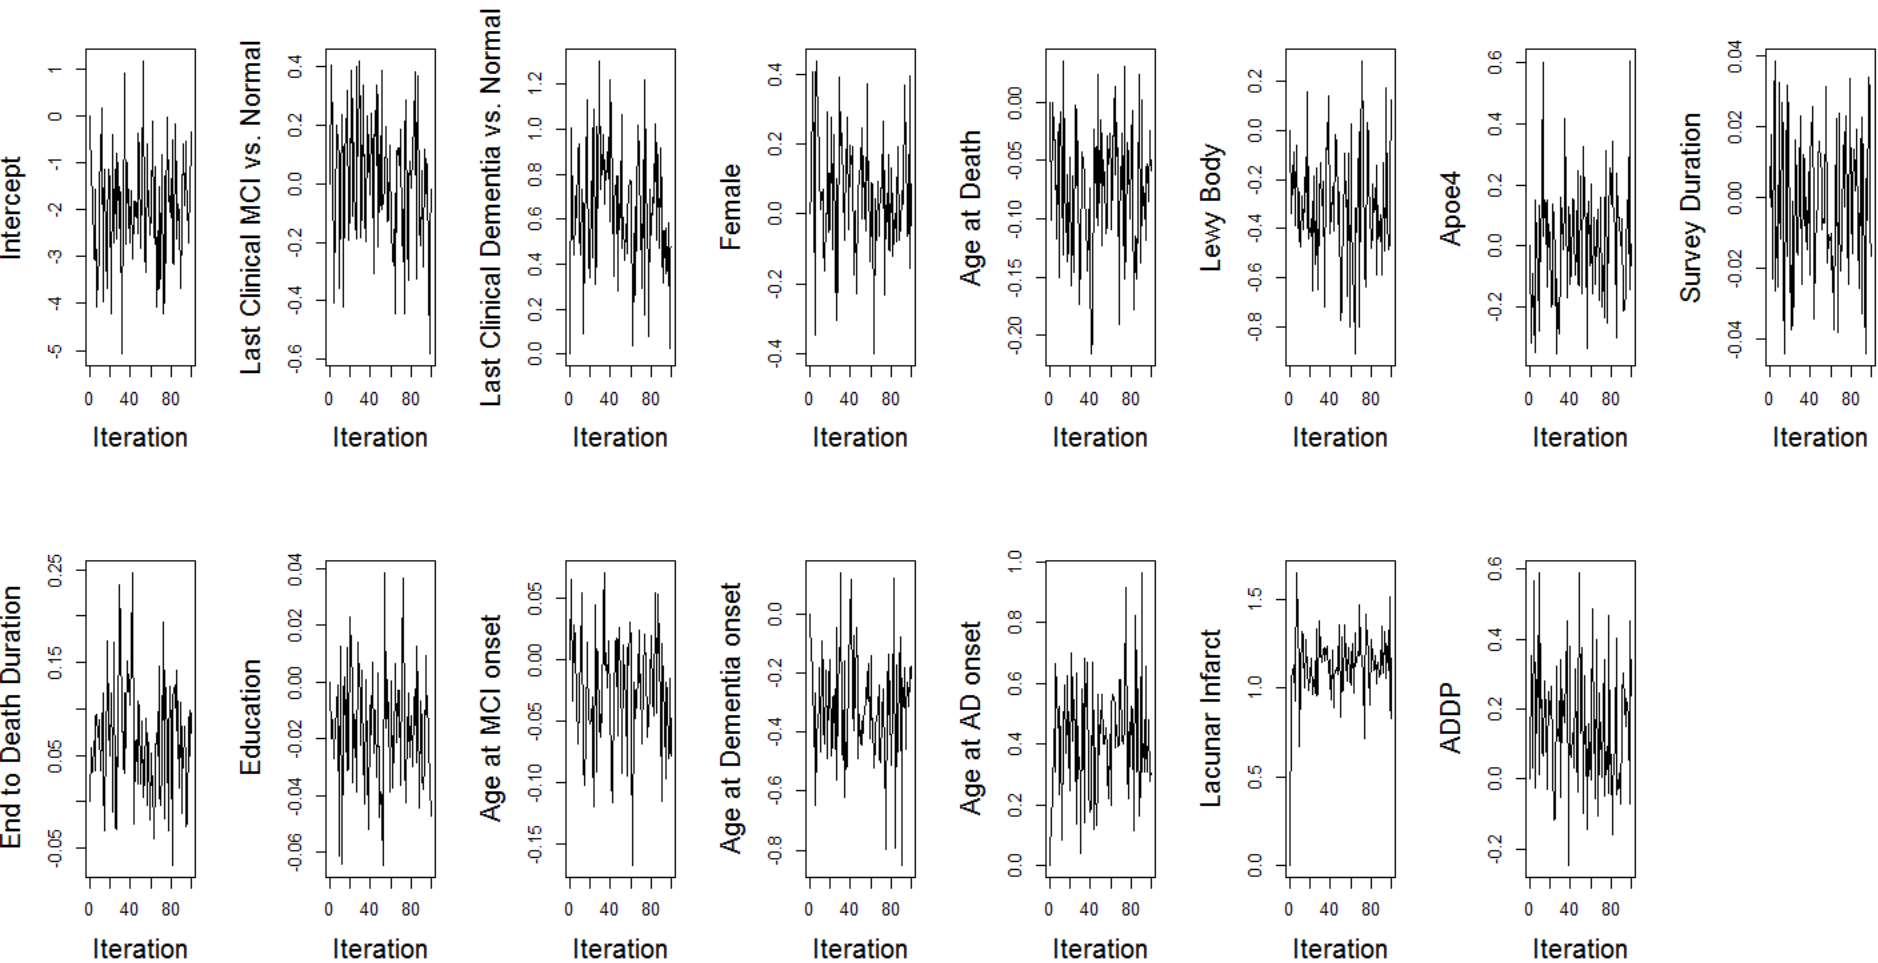 Intercept
1
0
-1
-2
-3
-4
-5
0 40 80
Iteration
Last Clinical MCI vs. Normal
0.4
0.2
0.0
-0.2
-0.4
-0.6
0 40 80
Iteration
Last Clinical Dementia vs. Normal
1.2
1.0
0.8
0.6
0.4
0.2
0.0
0 40 80
Iteration
Female
0.4
0.2
0.0
-0.2
-0.4
0 40 80
Iteration
Age at Death
0.00
-0.05
-0.10
-0.15
-0.20
0 40 80
Iteration
Lewy Body
0.2
0.0
-0.2
-0.4
-0.6
-0.8
0 40 80
Iteration
Apoe4
0.6
0.4
0.2
0.0
-0.2
0 40 80
Iteration
Survey Duration
0.04
0.02
0.00
-0.02
-0.04
0 40 80
Iteration
End to Death Duration
0.25
0.15
0.05
-0.05
0 40 80
Iteration
Education
0.04
0.02
0.00
-0.02
-0.04
-0.06
0 40 80
Iteration
Age at MCI onset
0.05
0.00
-0.05
-0.10
-0.15
0 40 80
Iteration
Age at Dementia onset
0.0
-0.2
-0.4
-0.6
-0.8
0 40 80
Iteration
Age at AD onset
1.0
0.8
0.6
0.4
0.2
0.0
0 40 80
Iteration
Lacunar Infarct
1.5
1.0
0.5
0.0
0 40 80
Iteration
ADDP
0.6
0.4
0.2
0.0
-0.2
0 40 80
Iteration